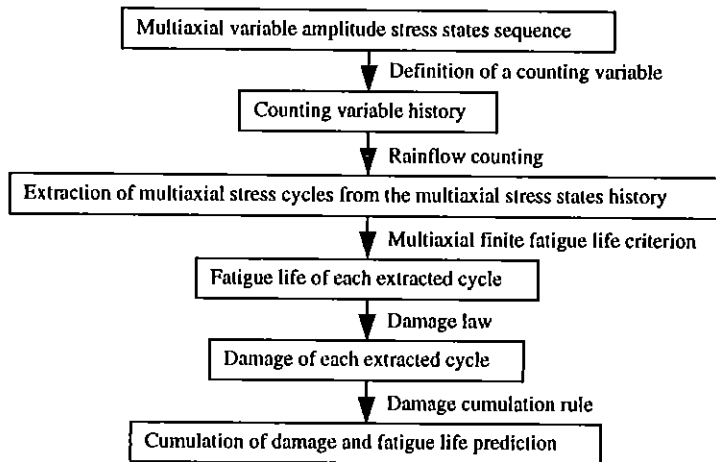 Multiaxial variable amplitude stress states sequence
Definition of a counting variable
Counting variable history
Rainflow counting
Extraction of multiaxial stress cycles from the multiaxial stress states history
Multiaxial finite fatigue life criterion
Fatigue life of each extracted cycle
Damage law
Damage of each extracted cycle
Damage cumulation rule
Cumulation of damage and fatigue life prediction